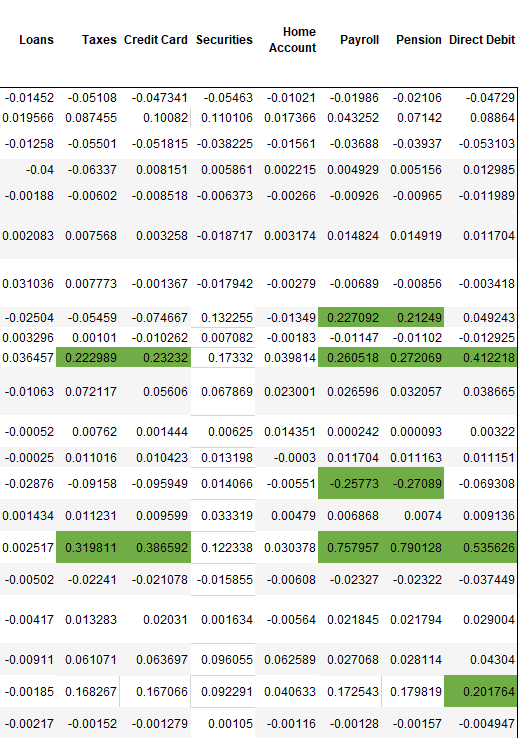 Loans Taxes Credit Card Securities Home Account Payroll Pension Direct Debit
-0.01452 -0.05108 -0.047341 -0.05463 -0.01021 -0.01986 -0.02106 -0.04729
0.019566 0.087455 0.10082 0.110106 0.017366 0.043252 0.07142 0.08864
-0.01258 -0.05501 -0.051815 -0.038225 -0.01561 -0.03688 -0.03937 -0.053103
-0.04 -0.06337 0.008151 0.005861 0.002215 0.004929 0.005156 0.012985
-0.00188 -0.00602 -0.008518 -0.006373 -0.00266 -0.00926 -0.00965 -0.011989
0.002083 0.007568 0.003258 -0.018717 0.003174 0.014824 0.014919 0.011704
0.031036 0.007773 -0.001367 -0.017942 -0.00279 -0.00689 -0.00856 -0.003418
-0.02504 -0.05459 -0.074667 0.132255 -0.01349 0.227092 0.21249 0.049243
0.003296 0.00101 -0.010262 0.007082 -0.00183 -0.01147 -0.01102 -0.012925
0.036457 0.222989 0.23232 0.17332 0.039814 0.260518 0.272069 0.412218
-0.01063 0.072117 0.05606 0.067869 0.023001 0.026596 0.032057 0.038665
-0.00052 0.00762 0.001444 0.00625 0.014351 0.000242 0.000093 0.00322
-0.00025 0.011016 0.010423 0.013198 -0.0003 0.011704 0.011163 0.011151
-0.02876 -0.09158 -0.095949 0.014066 -0.00551 -0.25773 -0.27089 -0.069308
0.001434 0.011231 0.009599 0.033319 0.00479 0.006868 0.0074 0.009136
0.002517 0.319811 0.386592 0.122338 0.030378 0.757957 0.790128 0.535626
-0.00502 -0.02241 -0.021078 -0.015855 -0.00608 -0.02327 -0.02322 -0.037449
-0.00417 0.013283 0.02031 0.001634 -0.00564 0.021845 0.021794 0.029004
-0.00911 0.061071 0.063697 0.096055 0.062589 0.027068 0.028114 0.04304
-0.00185 0.168267 0.167066 0.092291 0.040633 0.172543 0.179819 0.201764
-0.00217 -0.00152 -0.001279 0.00105 -0.00116 -0.00128 -0.00157 -0.004947